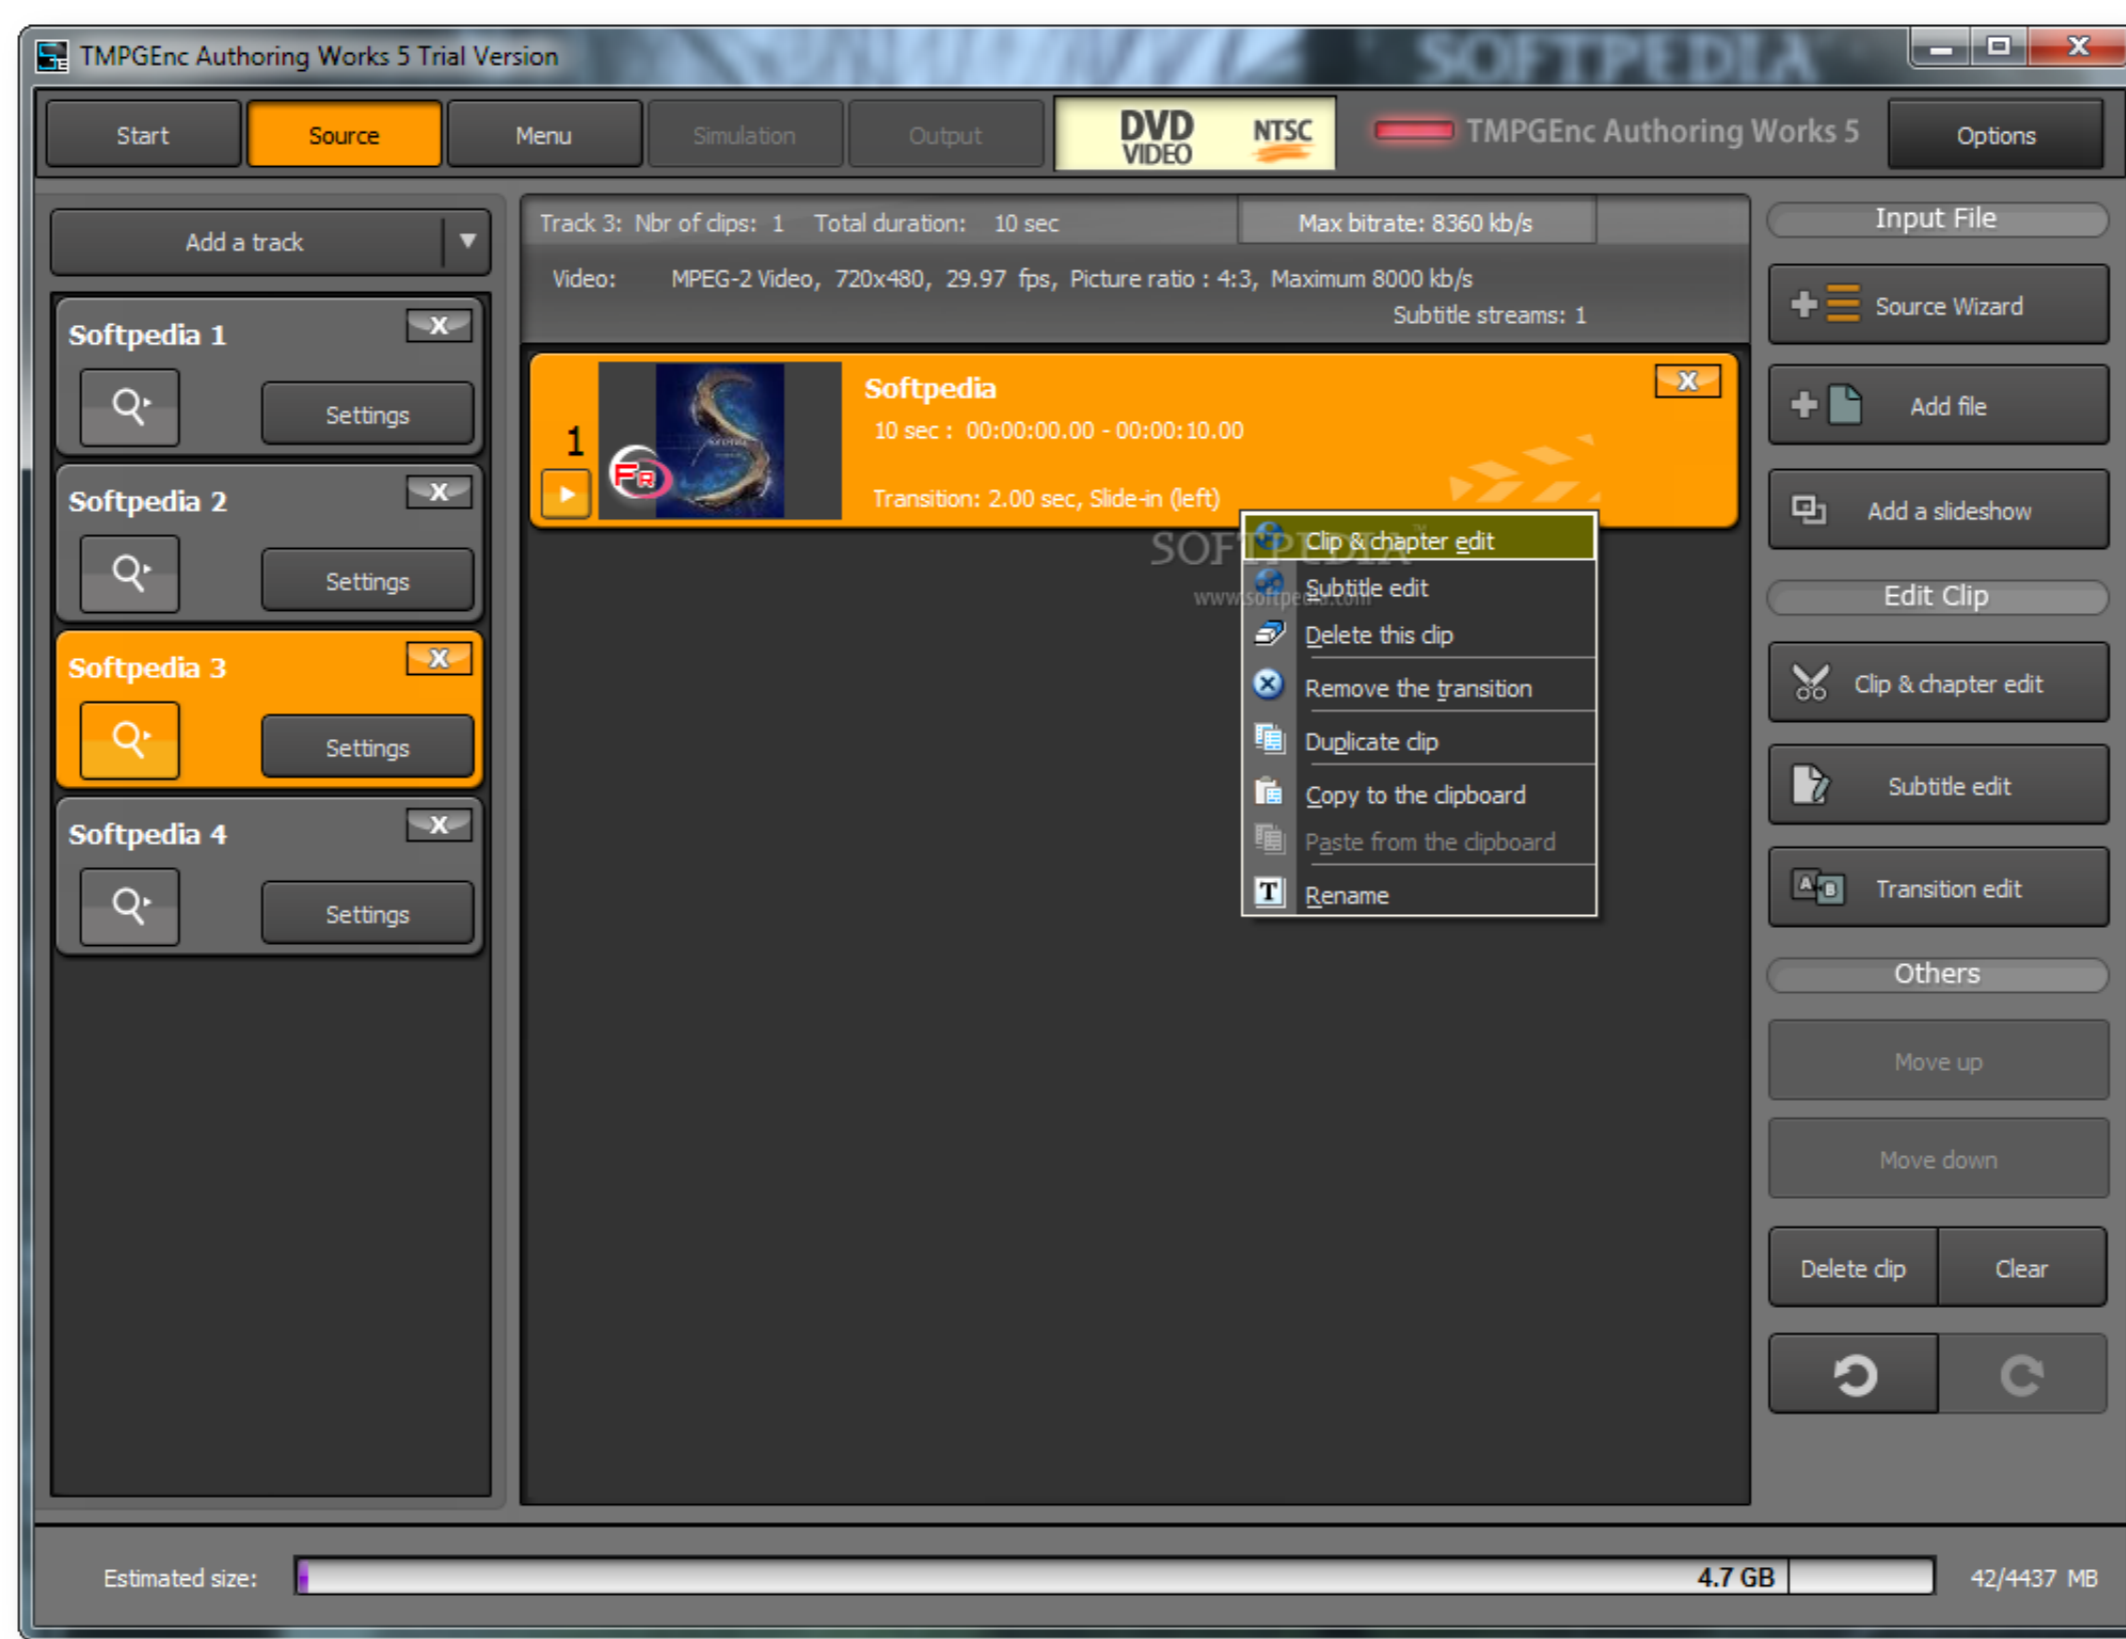 TMPGEnc Authoring Works 5 Trial Version
SOFTPEDIA
Start
Source
Menu
Simulation
Output
DVD VIDEO
NTSC
TMPGEnc Authoring Works 5
Options
Add a track
Softpedia 1
X
Settings
Softpedia 2
X
Settings
Softpedia 3
X
Settings
Softpedia 4
X
Settings
Track 3: Nbr of clips: 1 Total duration: 10 sec
Max bitrate: 8360 kb/s
Video: MPEG-2 Video, 720x480, 29.97 fps, Picture ratio : 4:3, Maximum 8000 kb/s
Subtitle streams: 1
1
FR
Softpedia
X
10 sec : 00:00:00.00 - 00:00:10.00
Transition: 2.00 sec, Slide-in (left)
SOFTPEDIA™
www.softpedia.com
Clip & chapter edit
Subtitle edit
Delete this clip
Remove the transition
Duplicate clip
Copy to the clipboard
Paste from the clipboard
T Rename
Input File
Source Wizard
Add file
Add a slideshow
Edit Clip
Clip & chapter edit
Subtitle edit
A B Transition edit
Others
Move up
Move down
Delete clip
Clear
Estimated size:
4.7 GB
42/4437 MB